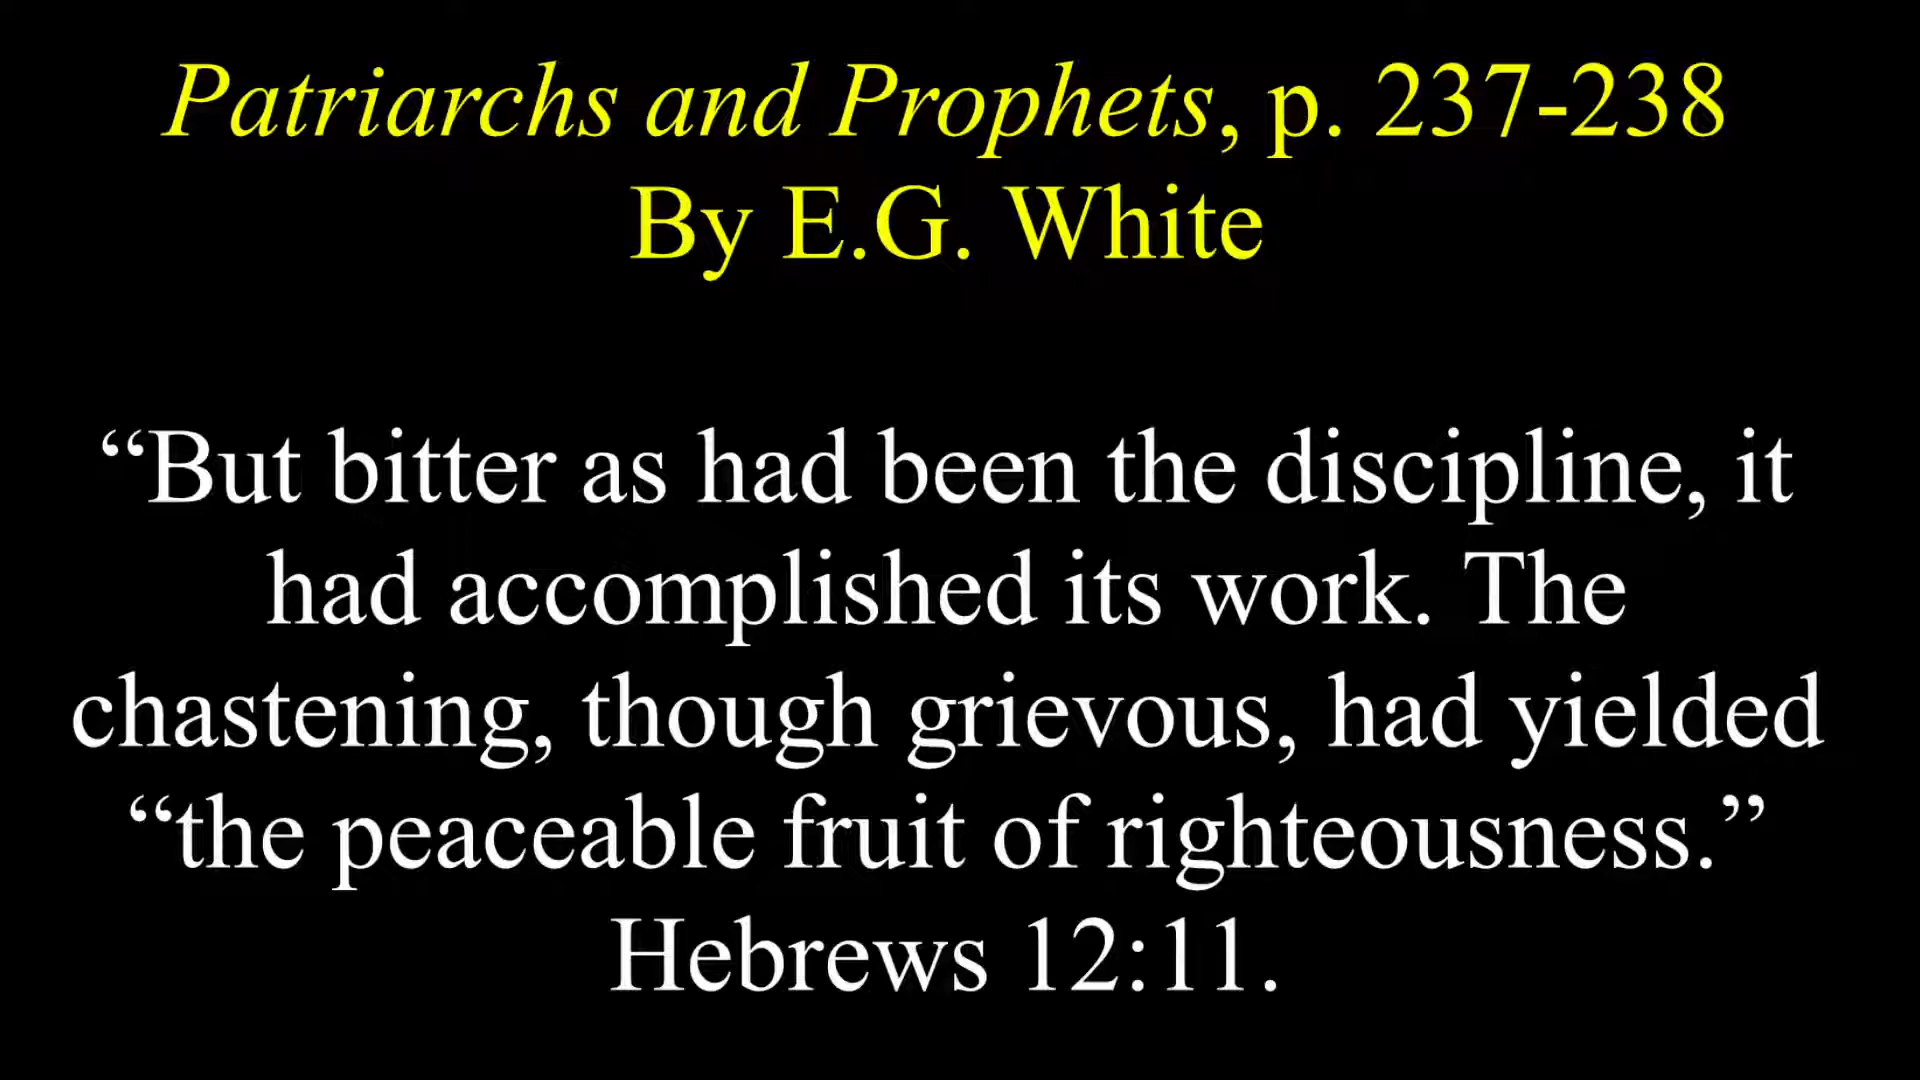 Patriarchs and Prophets, p. 237-238
By E.G. White
“But bitter as had been the discipline, it
had accomplished its work. The
chastening, though grievous, had yielded
“the peaceable fruit of righteousness.”
Hebrews 12:11.